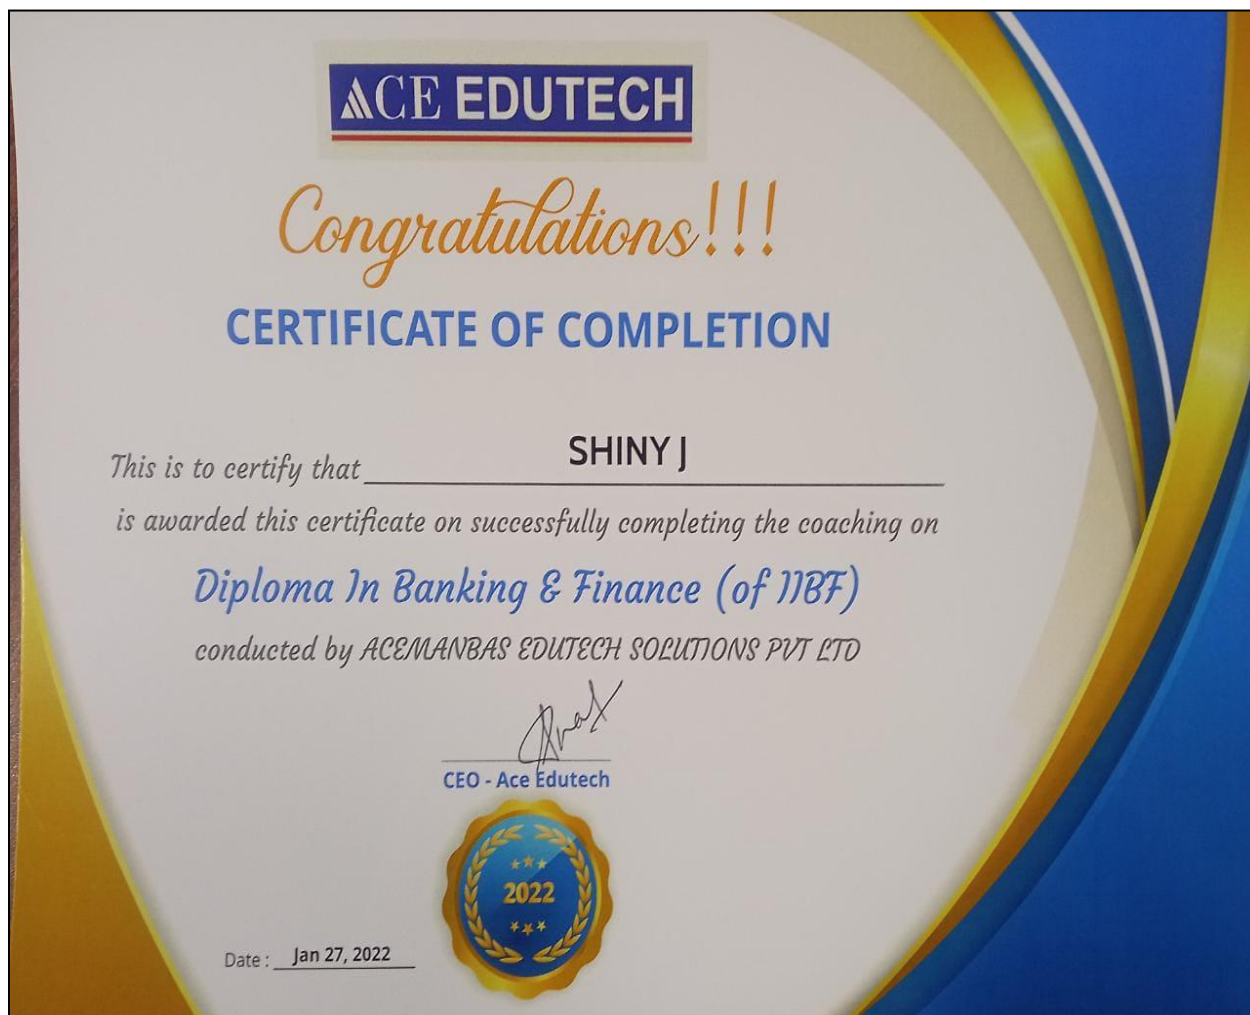 ACE EDUTECH
Congratulations!!!
CERTIFICATE OF COMPLETION
This is to certify that SHINY J
is awarded this certificate on successfully completing the coaching on
Diploma In Banking & Finance (of IIBF)
conducted by ACEMANBAS EDUTECH SOLUTIONS PVT LTD
CEO - Ace Edutech
2022
Date : Jan 27, 2022